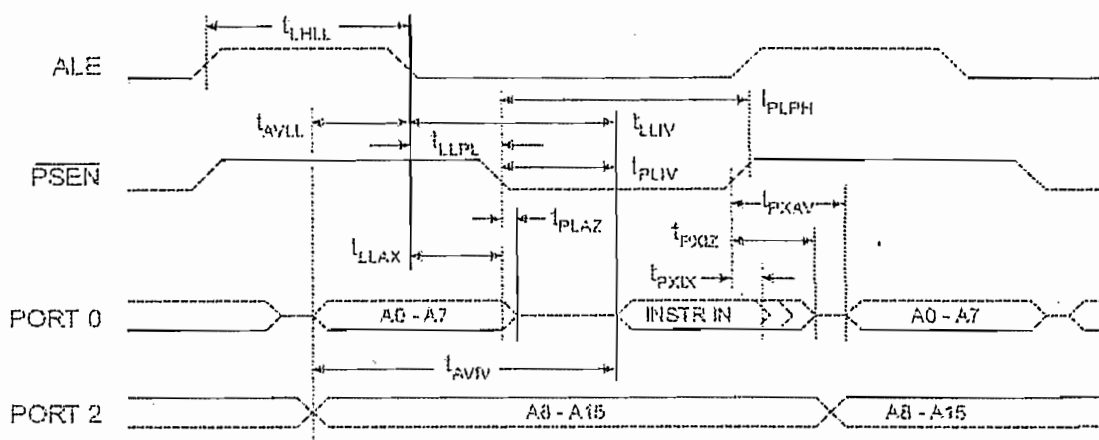 tLHLL
ALE
tPLPH
tAVLL
tLLIV
tLLPL
PSEN
tPLIV
tPXAV
tPLAZ
tPXIZ
tLLAX
tPXIX
PORT 0
A0 - A7
INSTR IN
A0 - A7
tAVIV
PORT 2
A8 - A15
A8 - A15